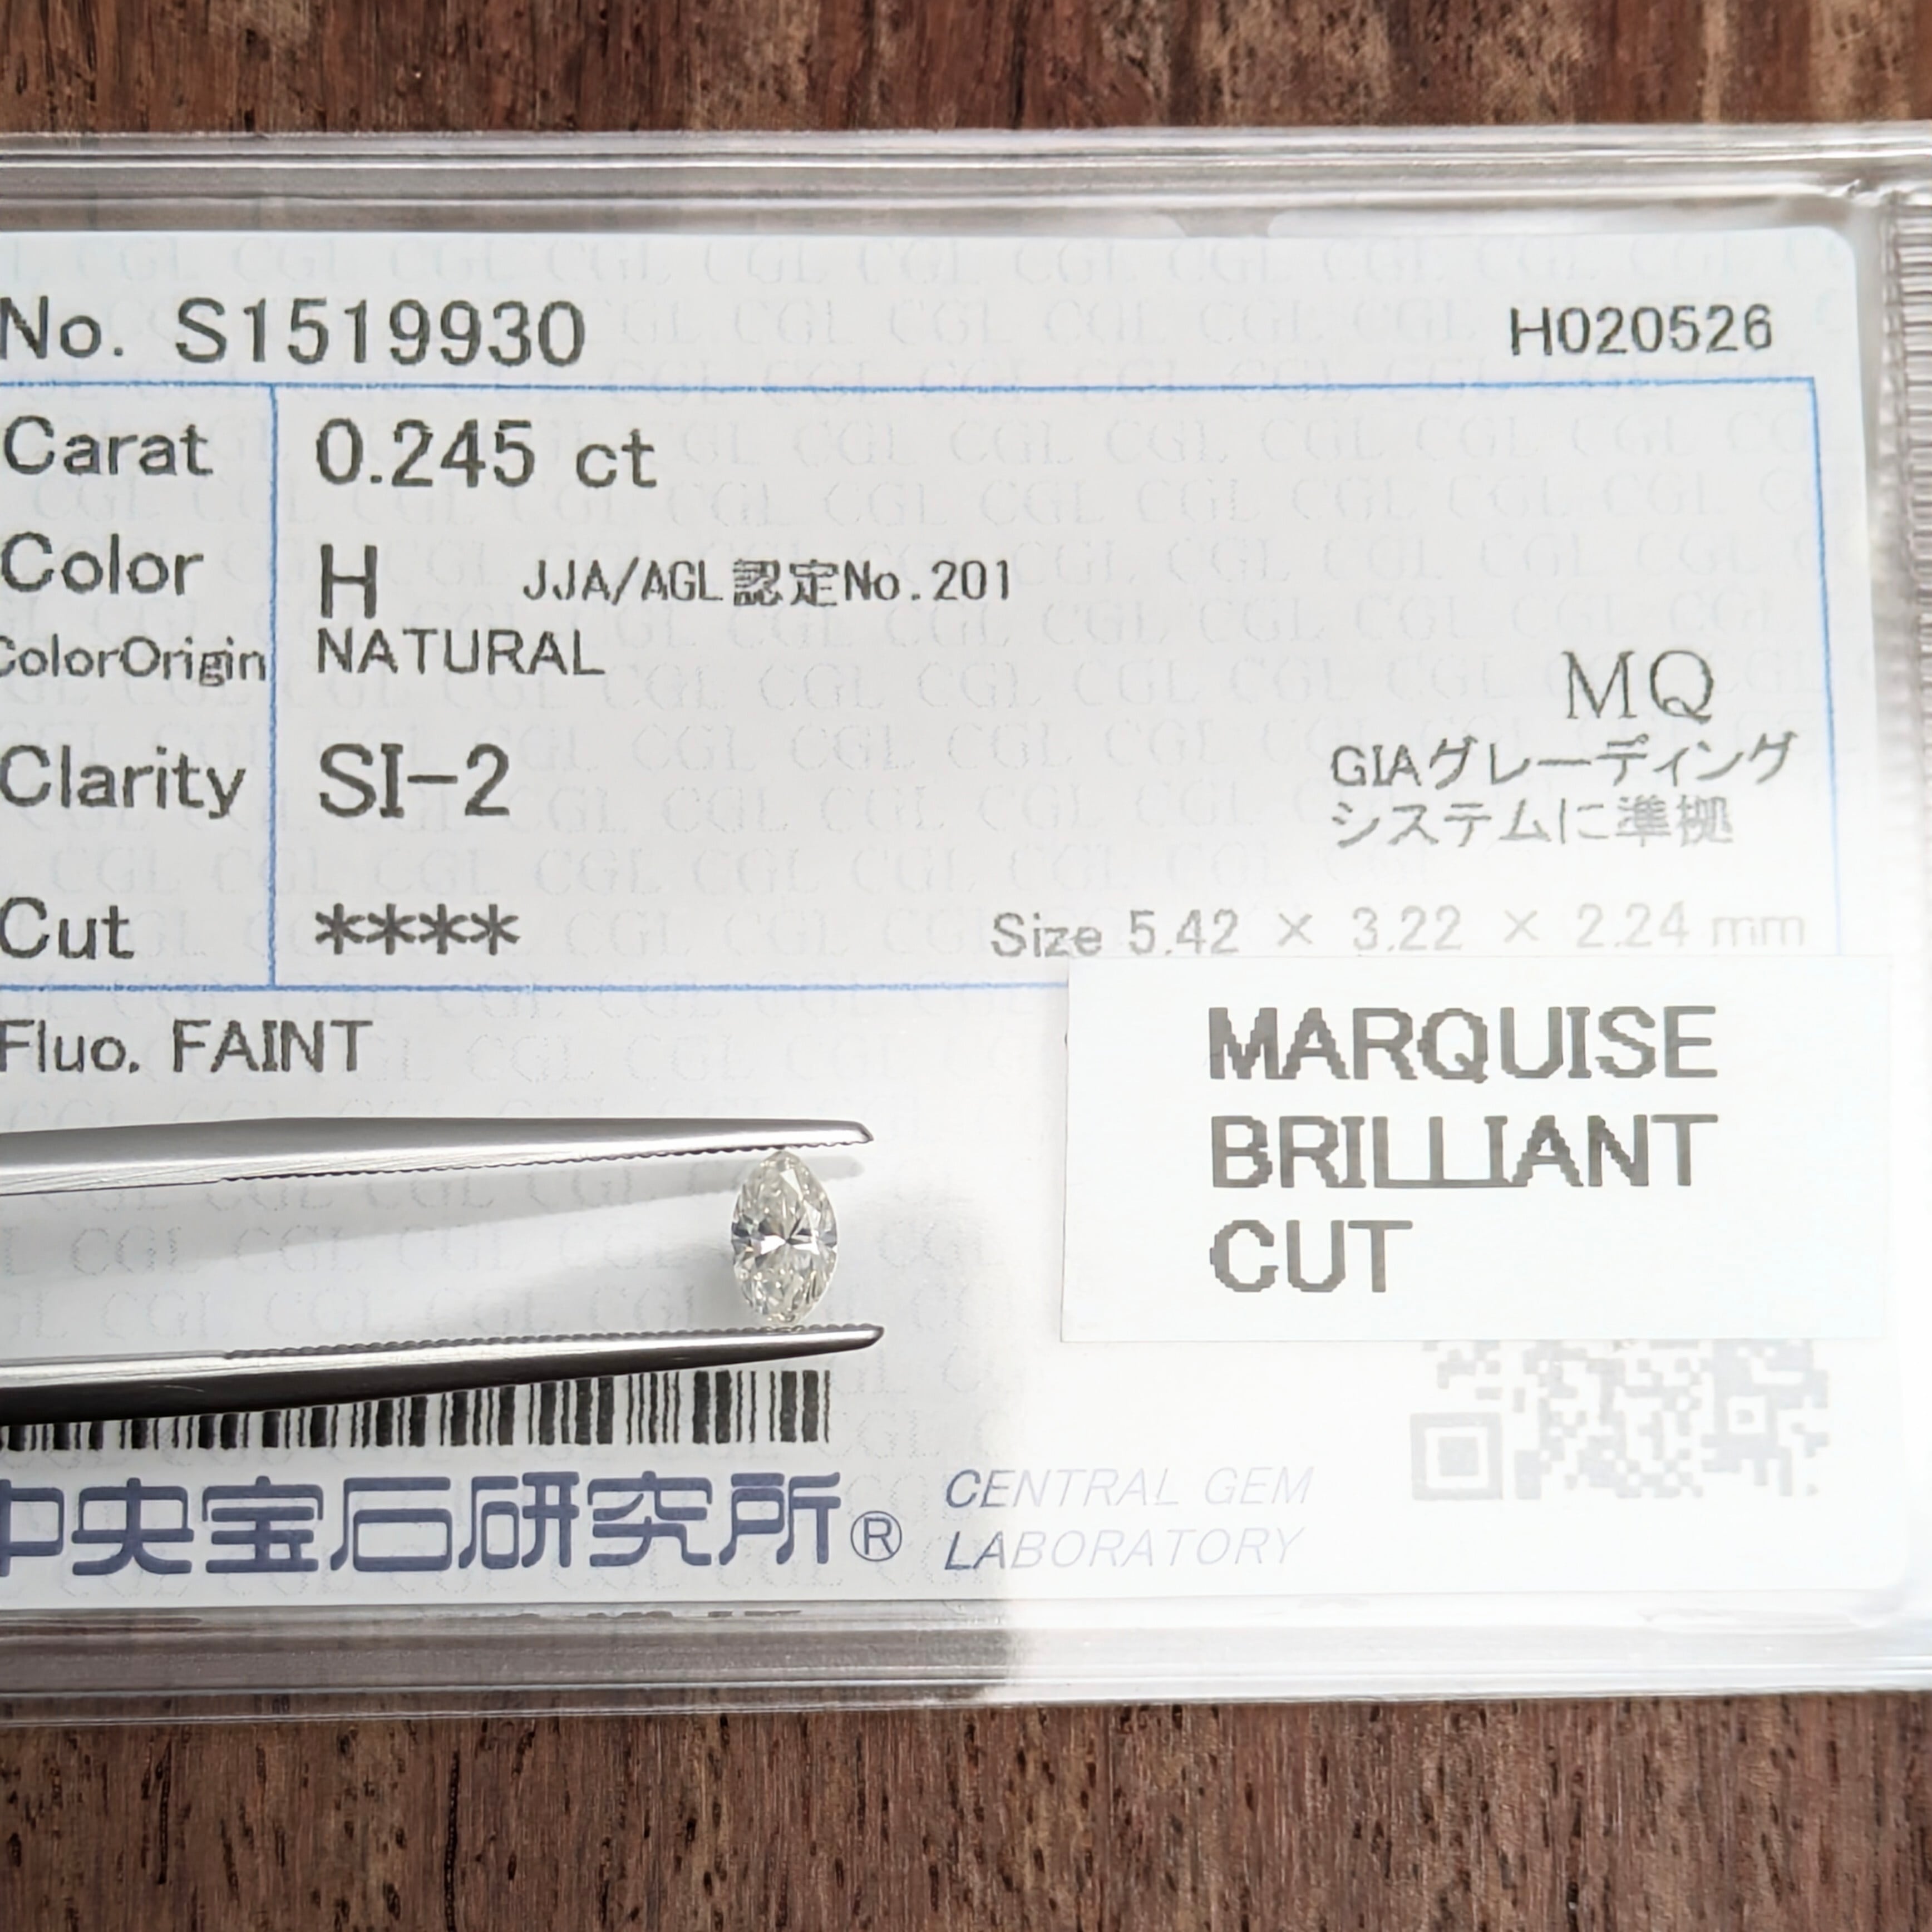 No. S1519930
H020526
Carat 0.245 ct
Color H JJA/AGL認定No.201
ColorOrigin NATURAL
MQ
Clarity SI-2
GIAグレーディング
システムに準拠
Cut ****
Size 5.42 × 3.22 × 2.24 mm
Fluo. FAINT
MARQUISE
BRILLIANT
CUT
中央宝石研究所®
CENTRAL GEM
LABORATORY